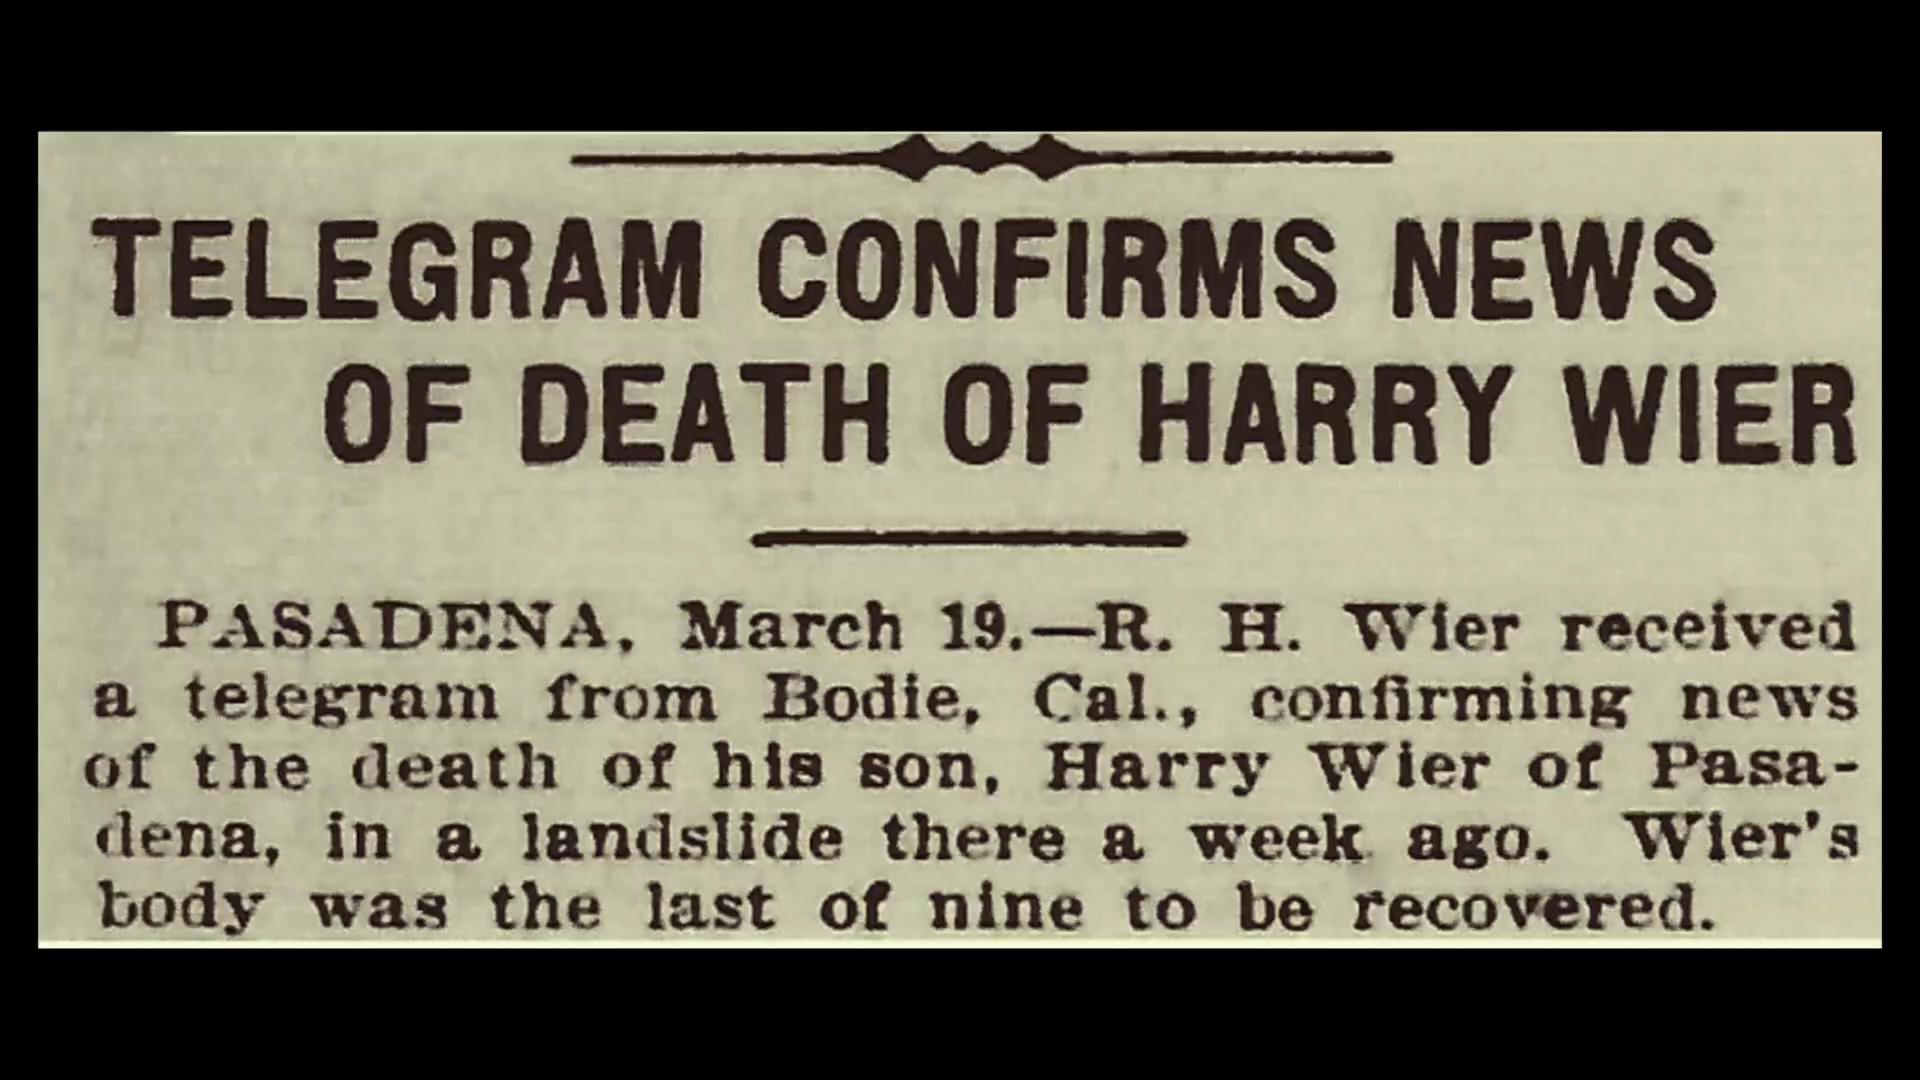 TELEGRAM CONFIRMS NEWS
OF DEATH OF HARRY WIER
PASADENA, March 19.—R. H. Wier received
a telegram from Bodie, Cal., confirming news
of the death of his son, Harry Wier of Pasa-
dena, in a landslide there a week ago. Wier's
body was the last of nine to be recovered.